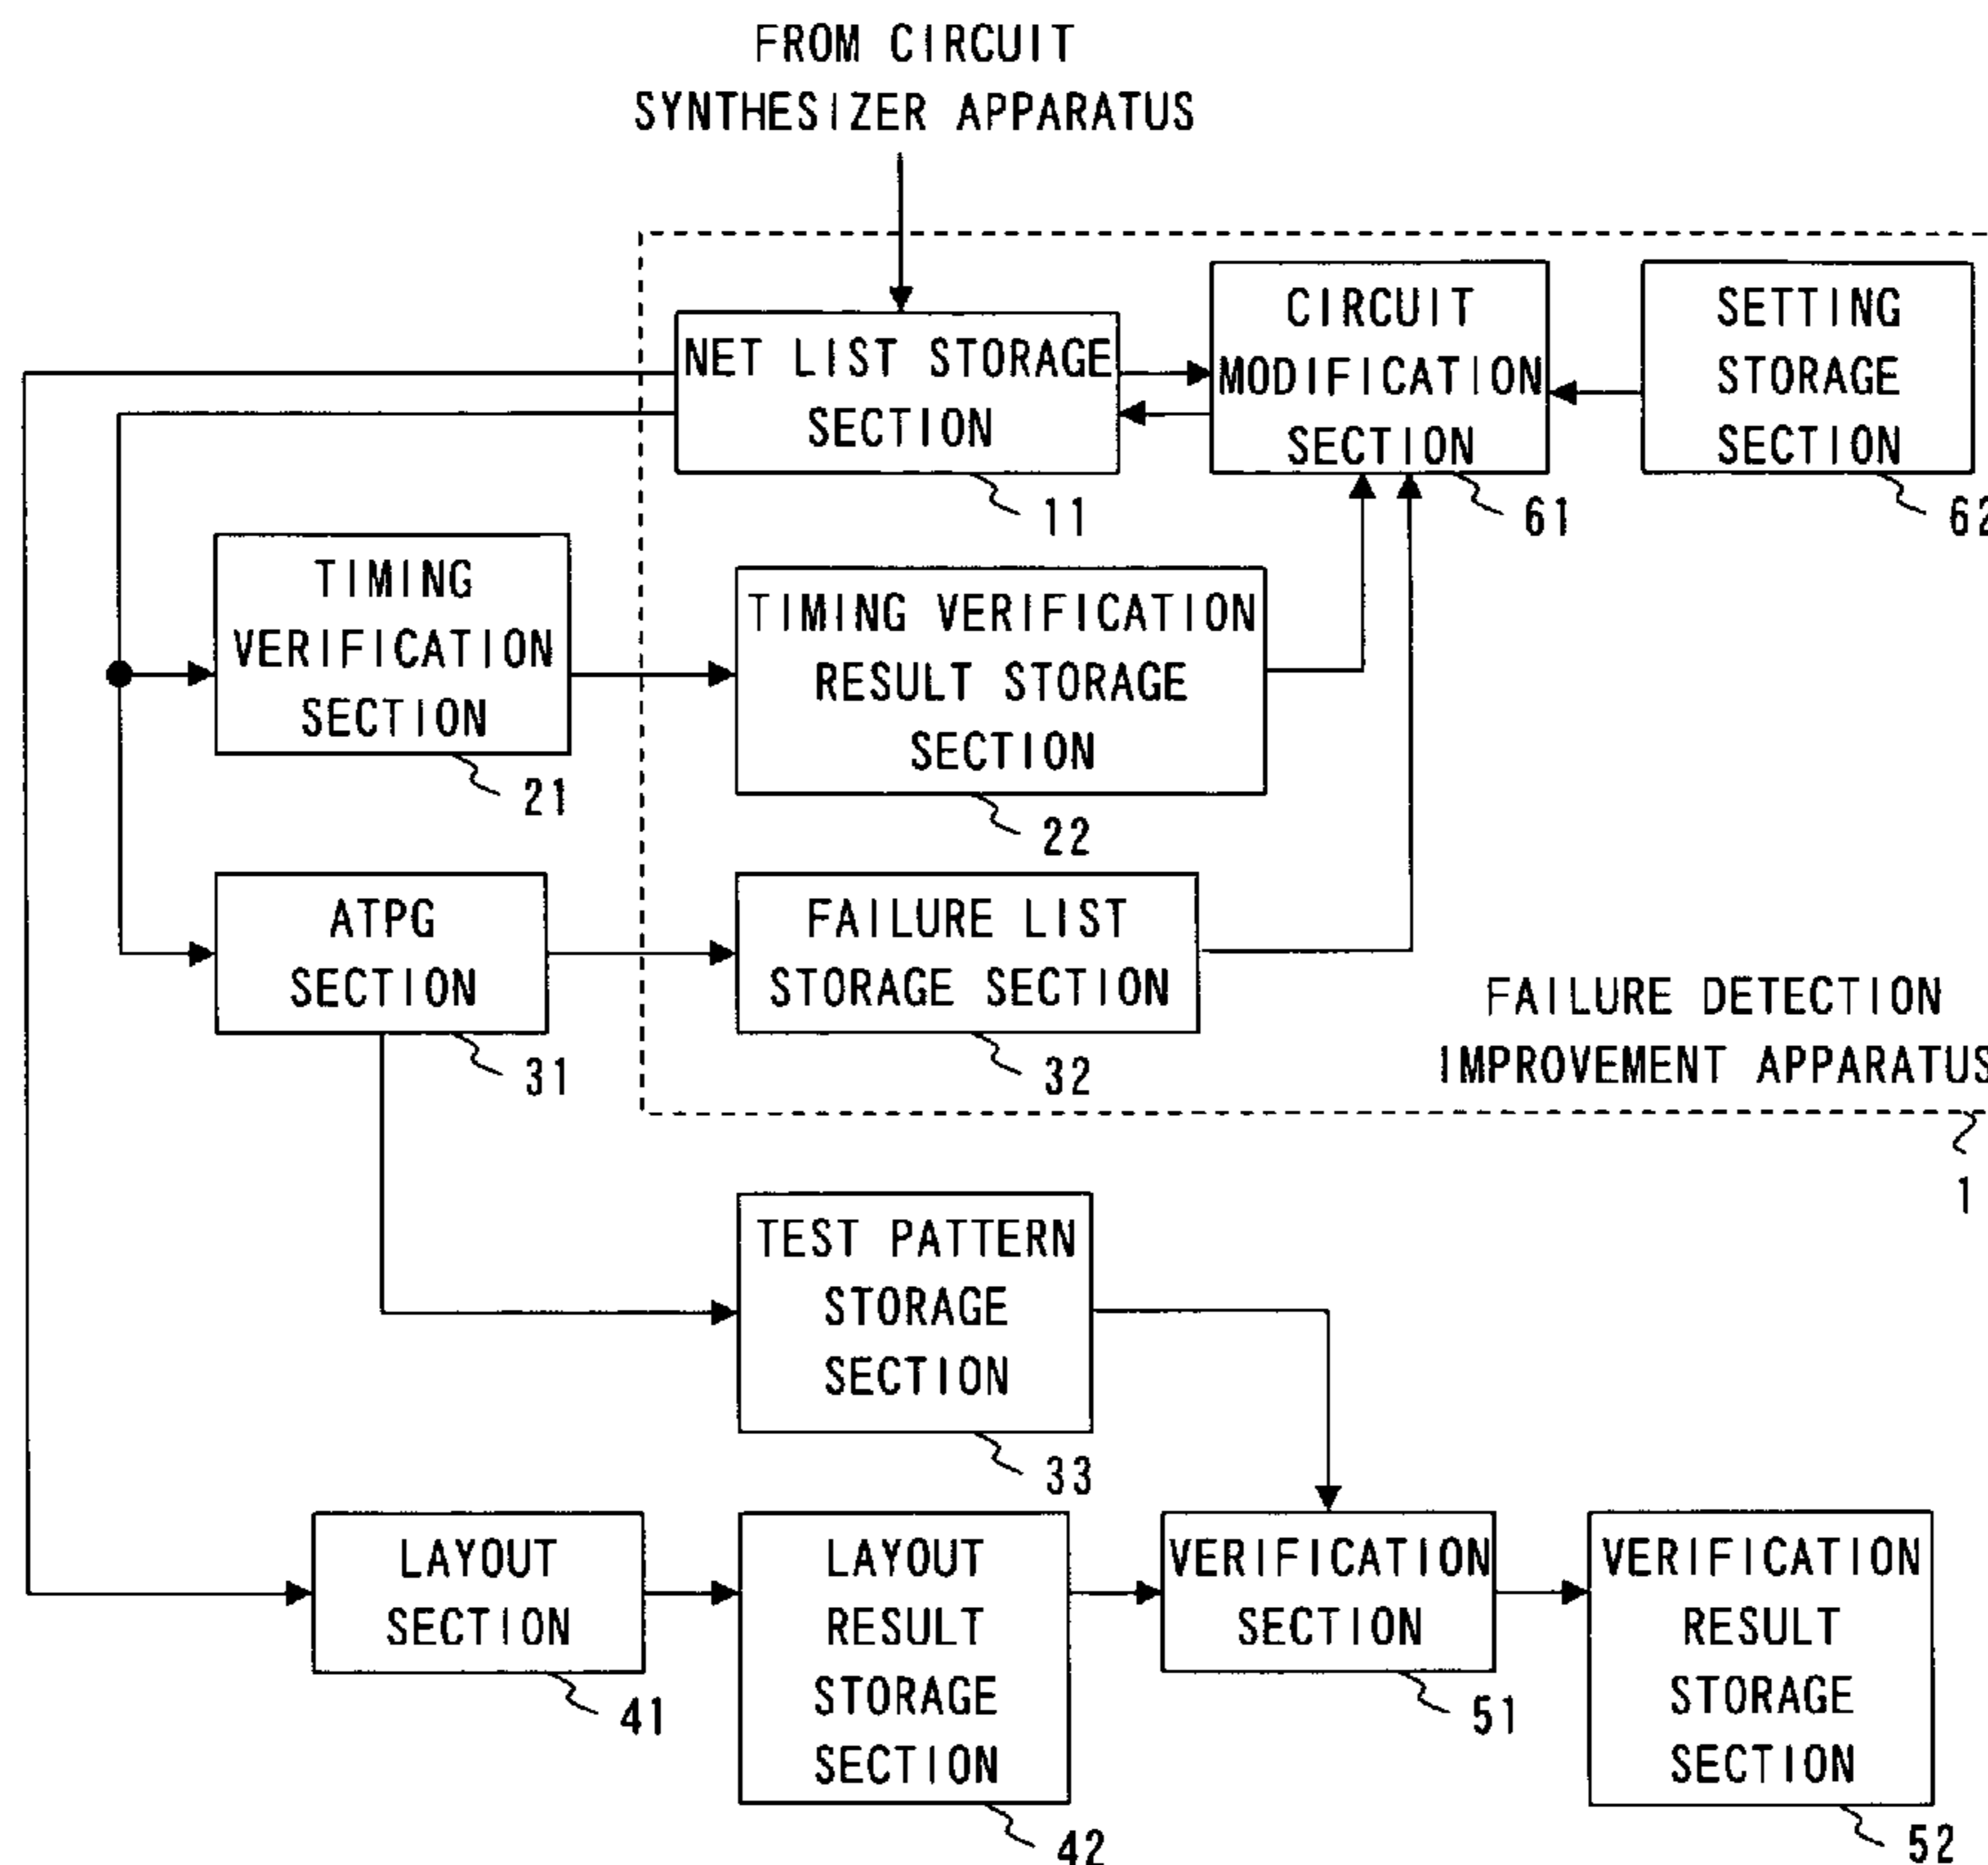 FROM CIRCUIT
SYNTHESIZER APPARATUS
NET LIST STORAGE
SECTION
11
CIRCUIT
MODIFICATION
SECTION
61
SETTING
STORAGE
SECTION
62
TIMING
VERIFICATION
SECTION
21
TIMING VERIFICATION
RESULT STORAGE
SECTION
22
ATPG
SECTION
31
FAILURE LIST
STORAGE SECTION
32
FAILURE DETECTION
IMPROVEMENT APPARATUS
1
TEST PATTERN
STORAGE
SECTION
33
LAYOUT
SECTION
41
LAYOUT
RESULT
STORAGE
SECTION
42
VERIFICATION
SECTION
51
VERIFICATION
RESULT
STORAGE
SECTION
52